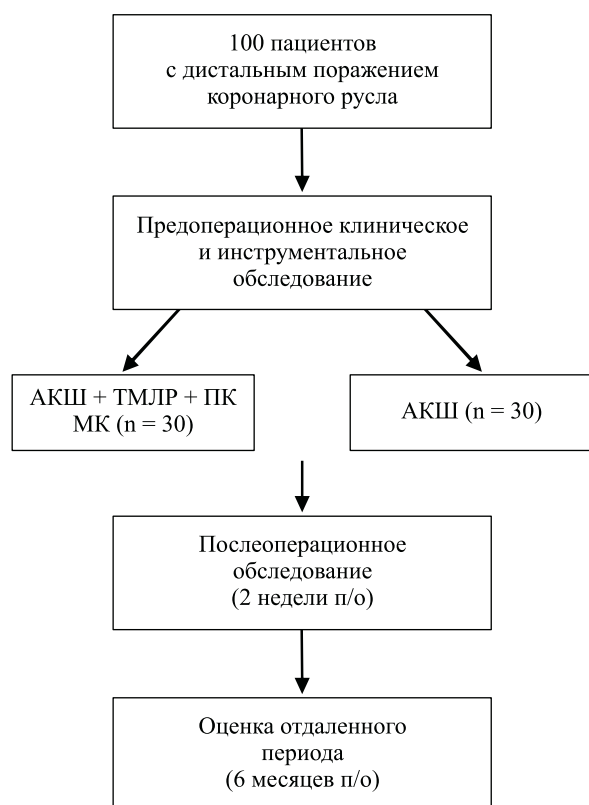 100 пациентов
с дистальным поражением
коронарного русла
Предоперационное клиническое
и инструментальное
обследование
АКШ + ТМЛР + ПК
МК (n = 30)
АКШ (n = 30)
Послеоперационное
обследование
(2 недели п/о)
Оценка отдаленного
периода
(6 месяцев п/о)